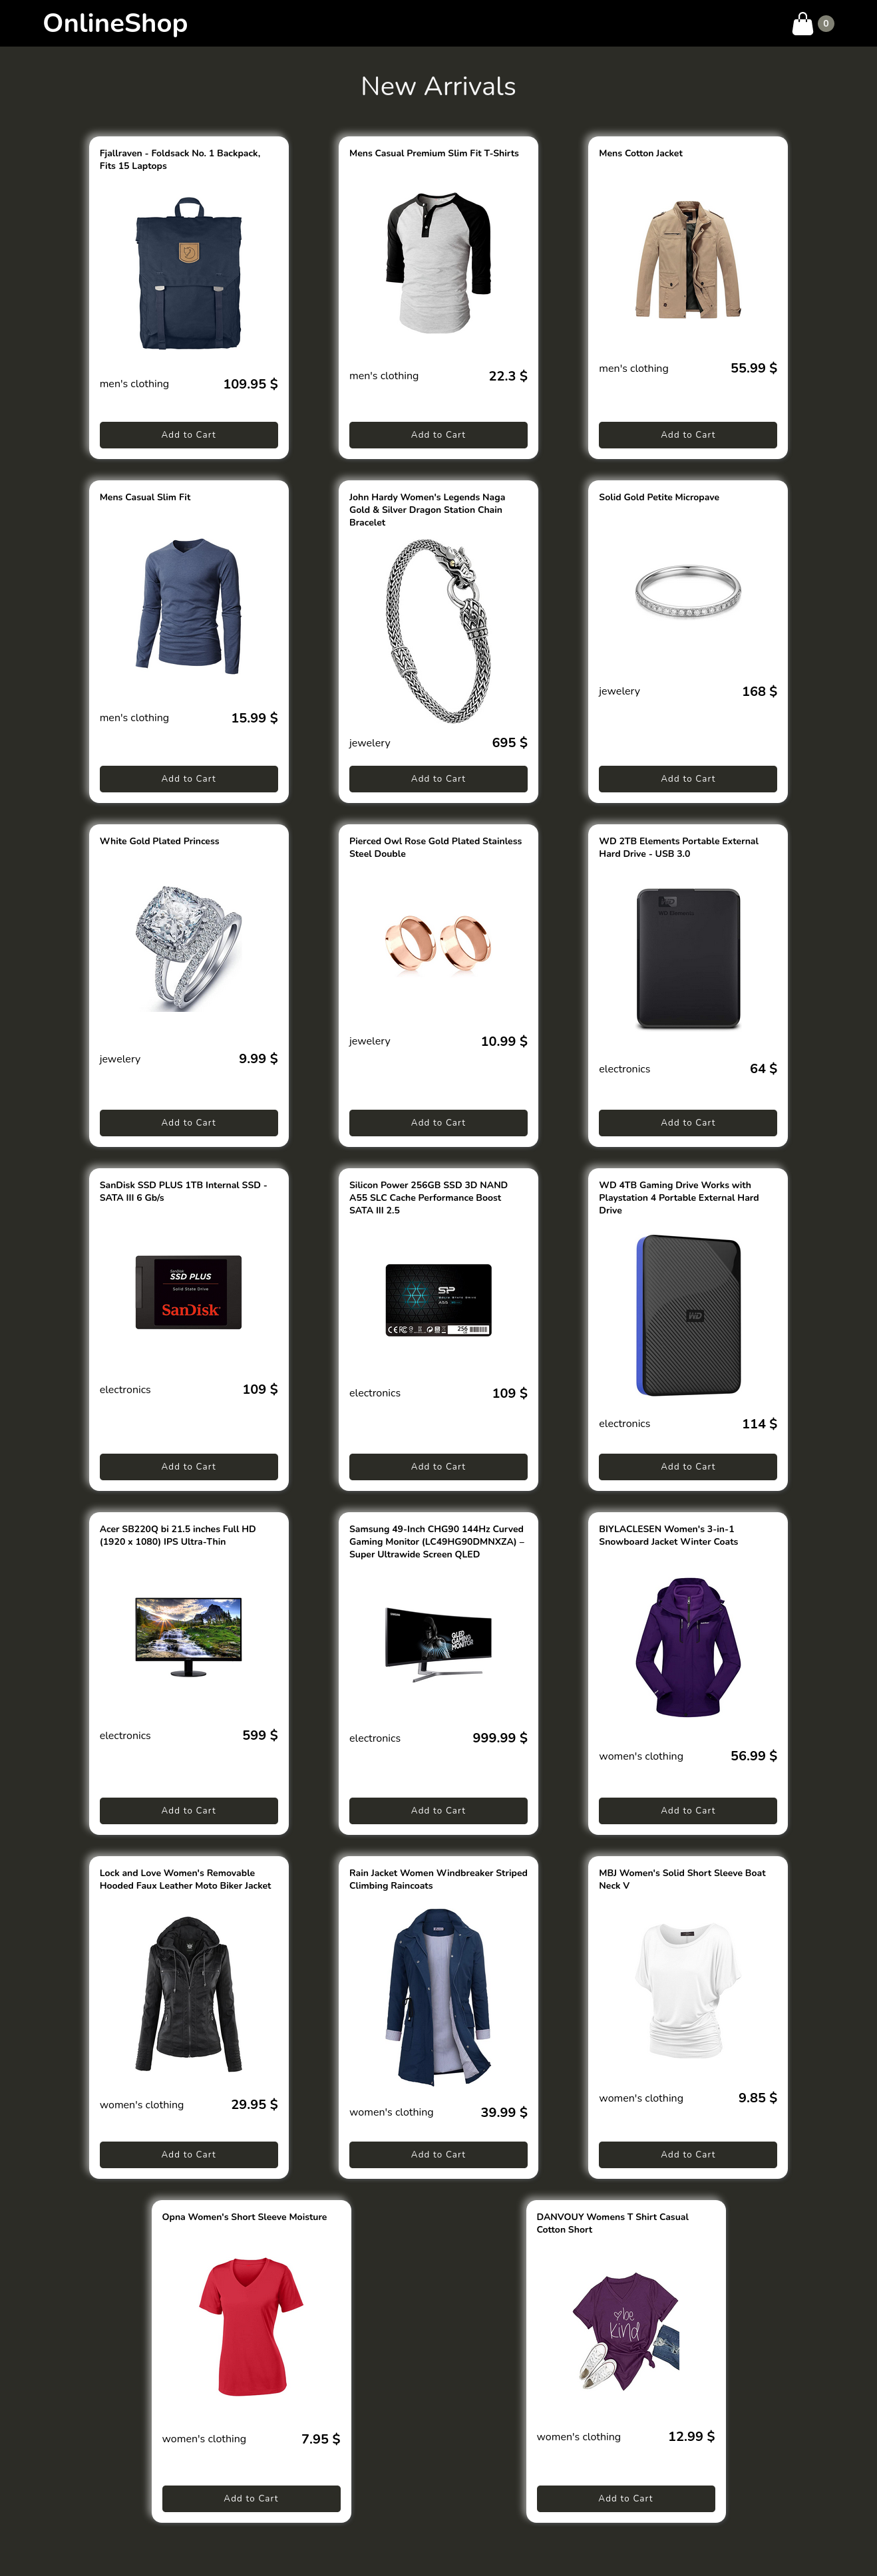 OnlineShop
0
New Arrivals
Fjallraven - Foldsack No. 1 Backpack,
Fits 15 Laptops
men's clothing
109.95 $
Add to Cart
Mens Casual Premium Slim Fit T-Shirts
men's clothing
22.3 $
Add to Cart
Mens Cotton Jacket
men's clothing
55.99 $
Add to Cart
Mens Casual Slim Fit
men's clothing
15.99 $
Add to Cart
John Hardy Women's Legends Naga
Gold & Silver Dragon Station Chain
Bracelet
jewelery
695 $
Add to Cart
Solid Gold Petite Micropave
jewelery
168 $
Add to Cart
White Gold Plated Princess
jewelery
9.99 $
Add to Cart
Pierced Owl Rose Gold Plated Stainless
Steel Double
jewelery
10.99 $
Add to Cart
WD 2TB Elements Portable External
Hard Drive - USB 3.0
WD
WD Elements
electronics
64 $
Add to Cart
SanDisk SSD PLUS 1TB Internal SSD -
SATA III 6 Gb/s
SanDisk
SSD PLUS
Solid State Drive
SanDisk
electronics
109 $
Add to Cart
Silicon Power 256GB SSD 3D NAND
A55 SLC Cache Performance Boost
SATA III 2.5
SP
A55
256
electronics
109 $
Add to Cart
WD 4TB Gaming Drive Works with
Playstation 4 Portable External Hard
Drive
WD
electronics
114 $
Add to Cart
Acer SB220Q bi 21.5 inches Full HD
(1920 x 1080) IPS Ultra-Thin
electronics
599 $
Add to Cart
Samsung 49-Inch CHG90 144Hz Curved
Gaming Monitor (LC49HG90DMNXZA) –
Super Ultrawide Screen QLED
QLED
GAMING
MONITOR
electronics
999.99 $
Add to Cart
BIYLACLESEN Women's 3-in-1
Snowboard Jacket Winter Coats
women's clothing
56.99 $
Add to Cart
Lock and Love Women's Removable
Hooded Faux Leather Moto Biker Jacket
women's clothing
29.95 $
Add to Cart
Rain Jacket Women Windbreaker Striped
Climbing Raincoats
women's clothing
39.99 $
Add to Cart
MBJ Women's Solid Short Sleeve Boat
Neck V
women's clothing
9.85 $
Add to Cart
Opna Women's Short Sleeve Moisture
women's clothing
7.95 $
Add to Cart
DANVOUY Womens T Shirt Casual
Cotton Short
be
kind
women's clothing
12.99 $
Add to Cart